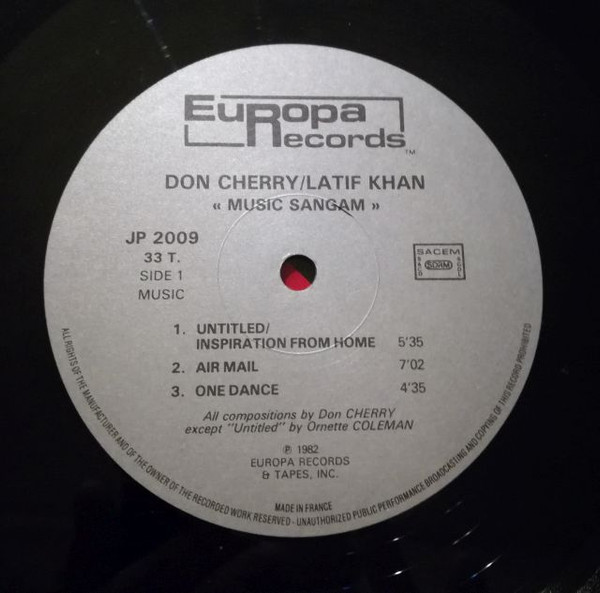 Europa
Records
TM
DON CHERRY/LATIF KHAN
« MUSIC SANGAM »
JP 2009
33 T.
SIDE 1
MUSIC
SACEM
SACD
SDRM
SGDL
1. UNTITLED/
INSPIRATION FROM HOME 5'35
2. AIR MAIL 7'02
3. ONE DANCE 4'35
All compositions by Don CHERRY
except "Untitled" by Ornette COLEMAN
℗ 1982
EUROPA RECORDS
& TAPES, INC.
MADE IN FRANCE
ALL RIGHTS OF THE MANUFACTURER AND OF THE OWNER OF THE RECORDED WORK RESERVED - UNAUTHORIZED PUBLIC PERFORMANCE BROADCASTING AND COPYING OF THIS RECORD PROHIBITED